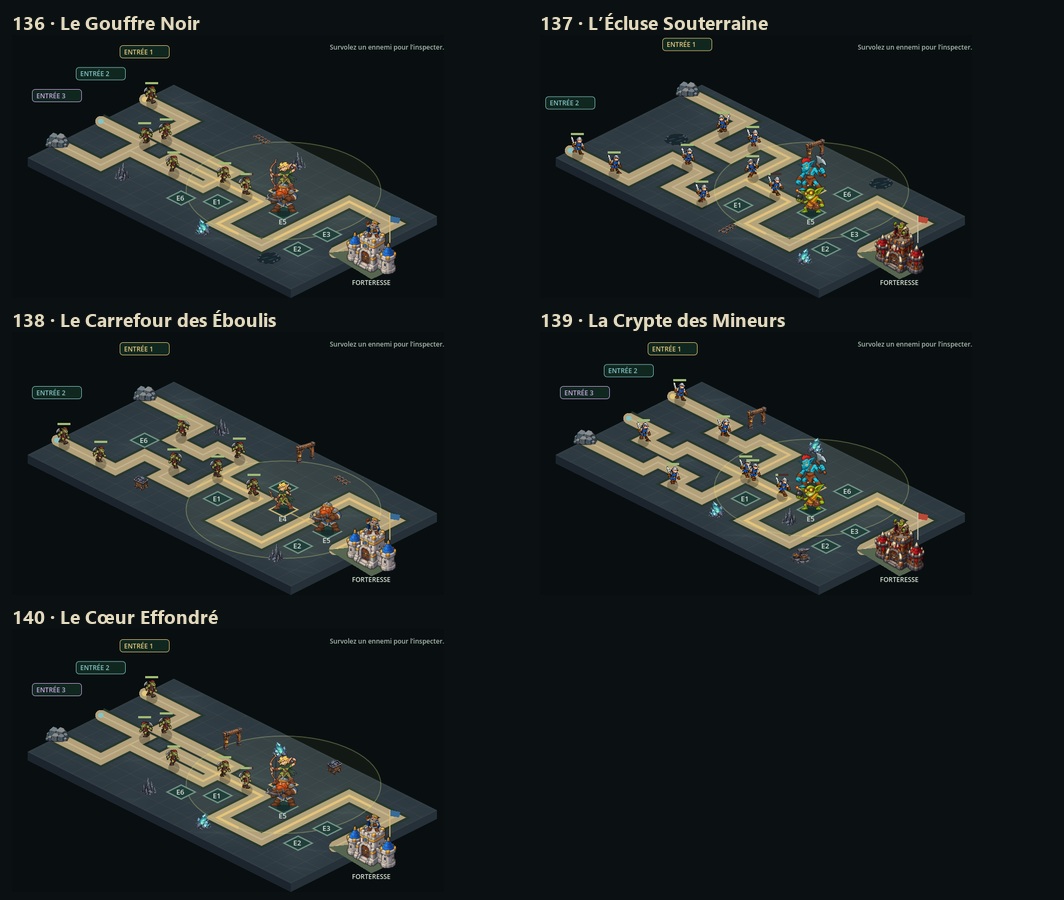 136 · Le Gouffre Noir
ENTRÉE 1
Survolez un ennemi pour l'inspecter.
ENTRÉE 2
ENTRÉE 3
E6
E1
E5
E3
E2
FORTERESSE
137 · L’Écluse Souterraine
ENTRÉE 1
Survolez un ennemi pour l'inspecter.
ENTRÉE 2
E6
E1
E5
E3
E2
FORTERESSE
138 · Le Carrefour des Éboulis
ENTRÉE 1
Survolez un ennemi pour l'inspecter.
ENTRÉE 2
E6
E1
E4
E5
E2
FORTERESSE
139 · La Crypte des Mineurs
ENTRÉE 1
Survolez un ennemi pour l'inspecter.
ENTRÉE 2
ENTRÉE 3
E6
E1
E5
E3
E2
FORTERESSE
140 · Le Cœur Effondré
ENTRÉE 1
Survolez un ennemi pour l'inspecter.
ENTRÉE 2
ENTRÉE 3
E6
E1
E5
E3
E2
FORTERESSE